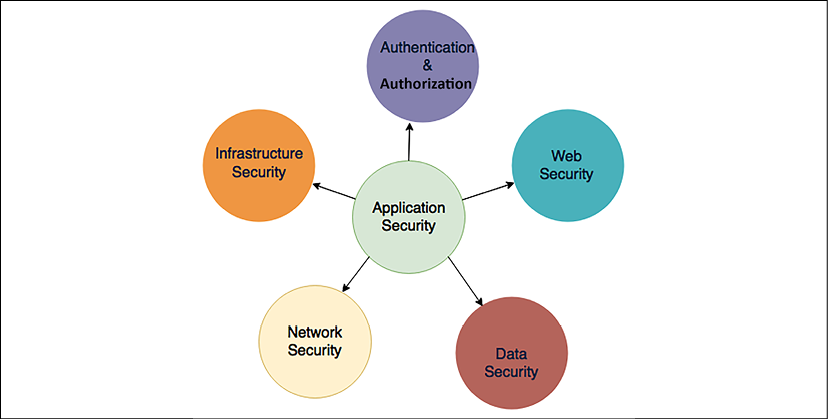 Authentication
&
Authorization
Infrastructure
Security
Web
Security
Application
Security
Network
Security
Data
Security